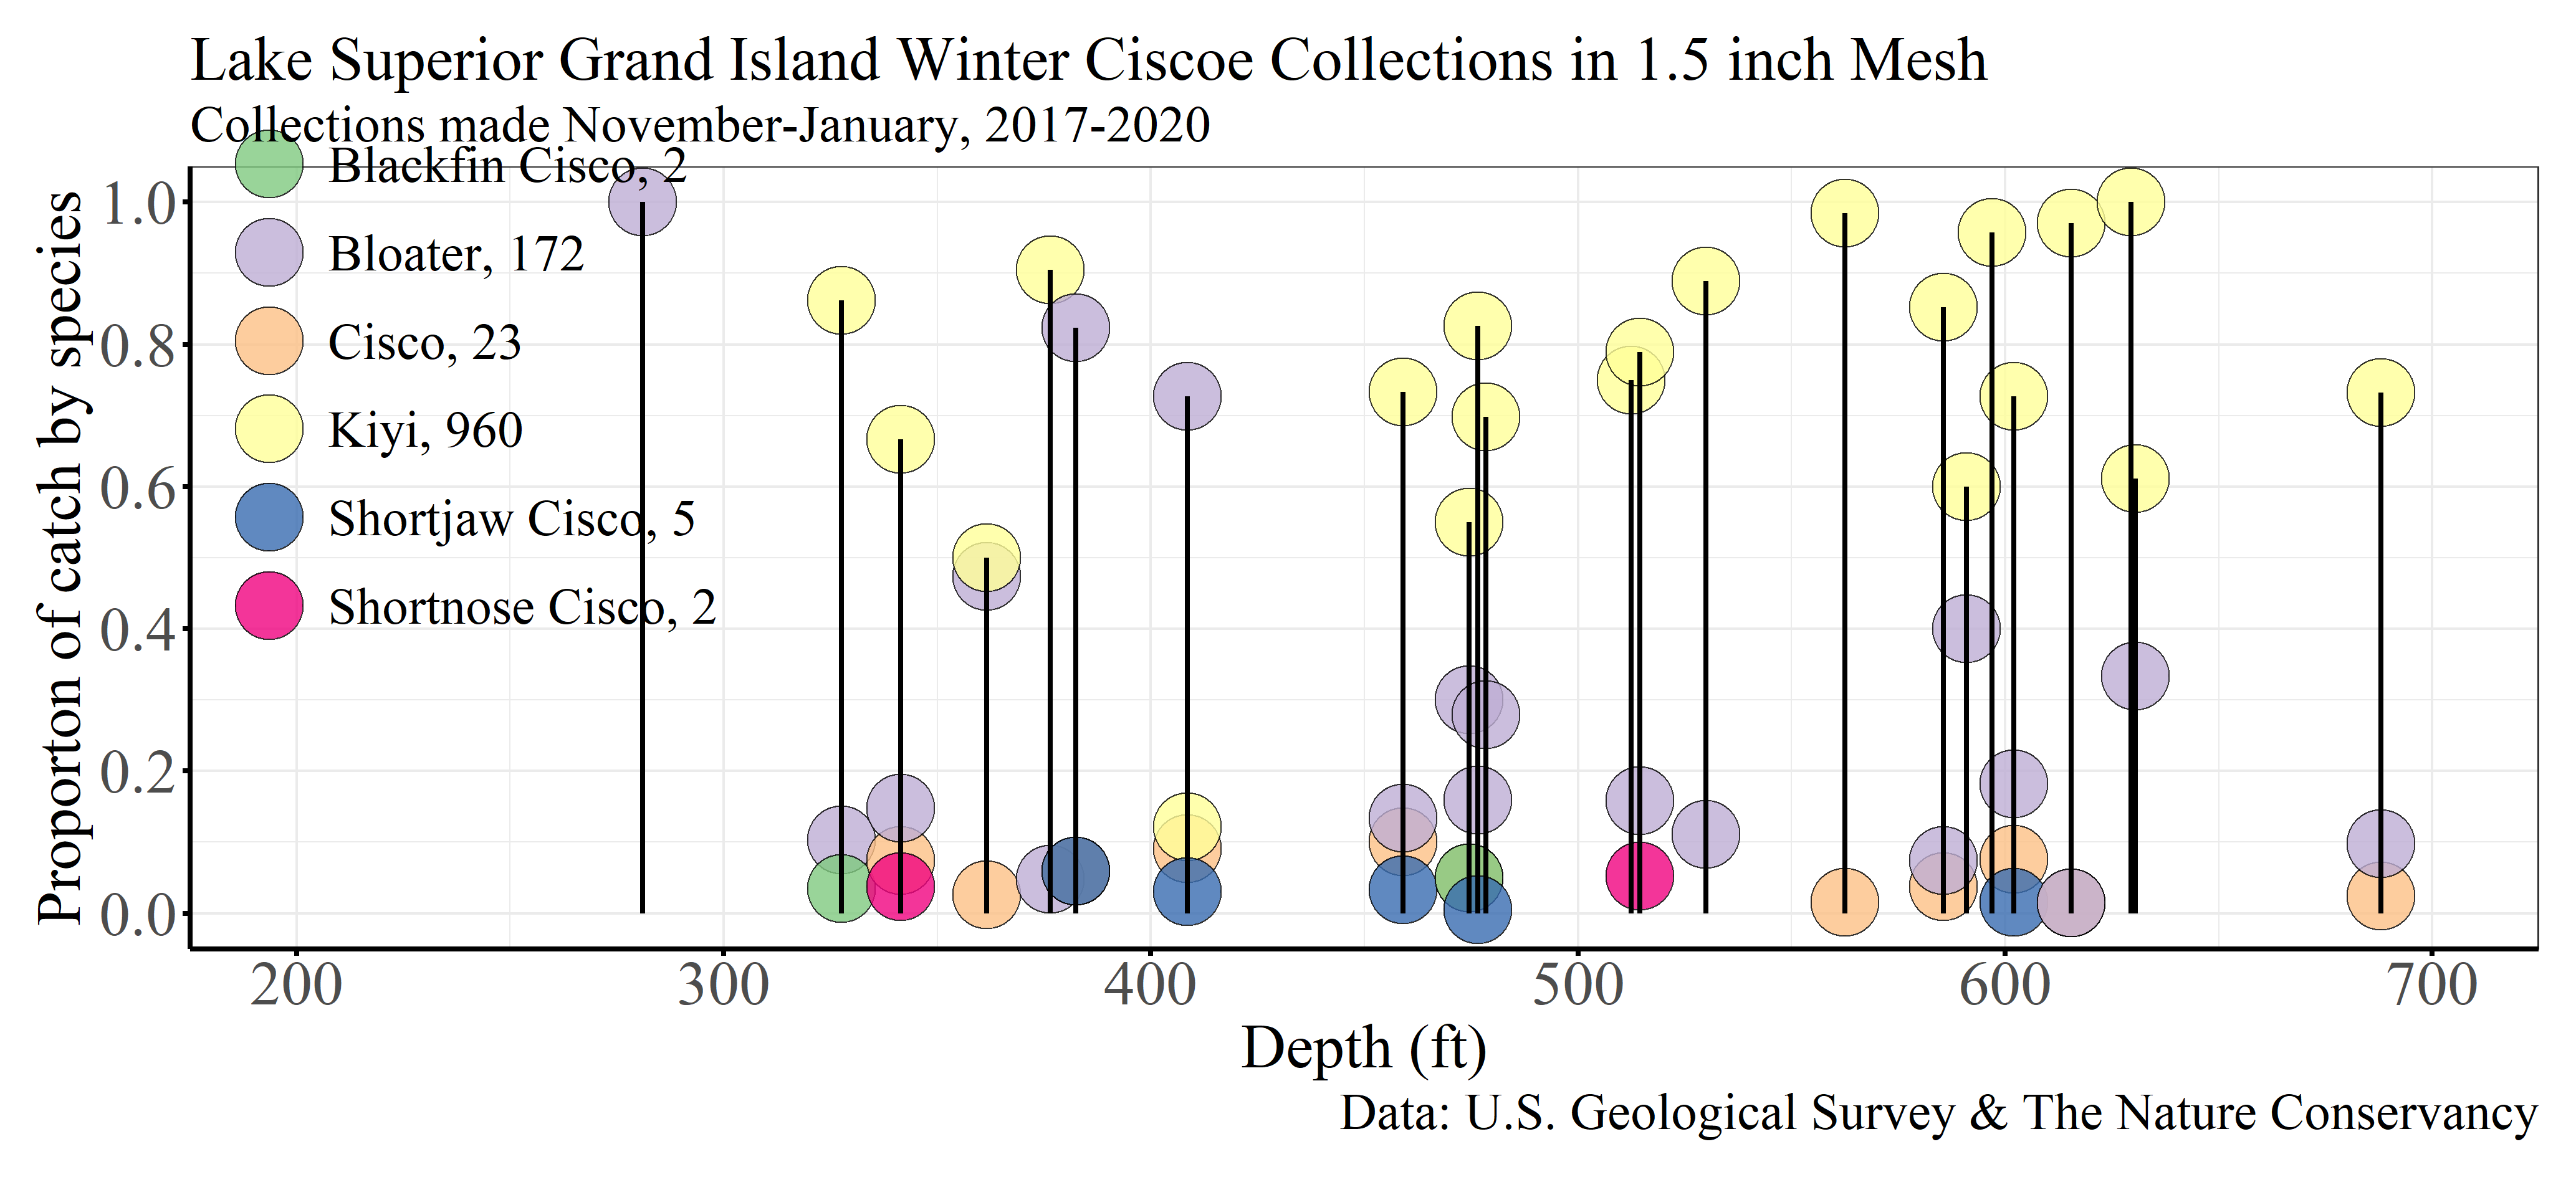 Lake Superior Grand Island Winter Ciscoe Collections in 1.5 inch Mesh
Collections made November-January, 2017-2020
Blackfin Cisco, 2
Bloater, 172
Cisco, 23
Kiyi, 960
Shortjaw Cisco, 5
Shortnose Cisco, 2
Proporton of catch by species
1.0
0.8
0.6
0.4
0.2
0.0
200 300 400 500 600 700
Depth (ft)
Data: U.S. Geological Survey & The Nature Conservancy